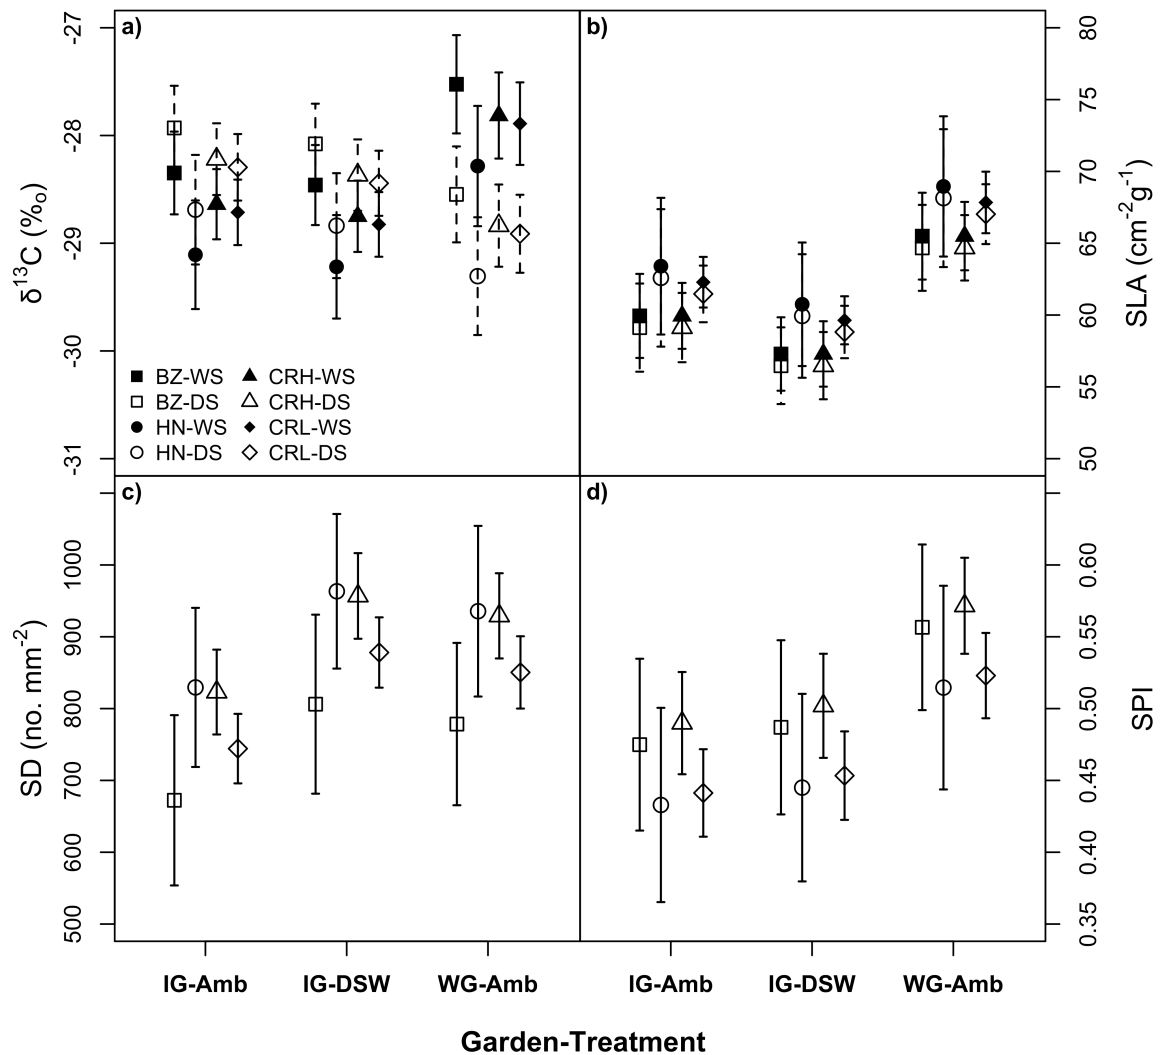 a)
b)
-27
-28
-29
-30
-31
δ13C (‰)
80
75
70
65
60
55
50
SLA (cm-2g-1)
BZ-WS
BZ-DS
HN-WS
HN-DS
CRH-WS
CRH-DS
CRL-WS
CRL-DS
c)
d)
1000
900
800
700
600
500
SD (no. mm-2)
0.60
0.55
0.50
0.45
0.40
0.35
SPI
IG-Amb IG-DSW WG-Amb IG-Amb IG-DSW WG-Amb
Garden-Treatment